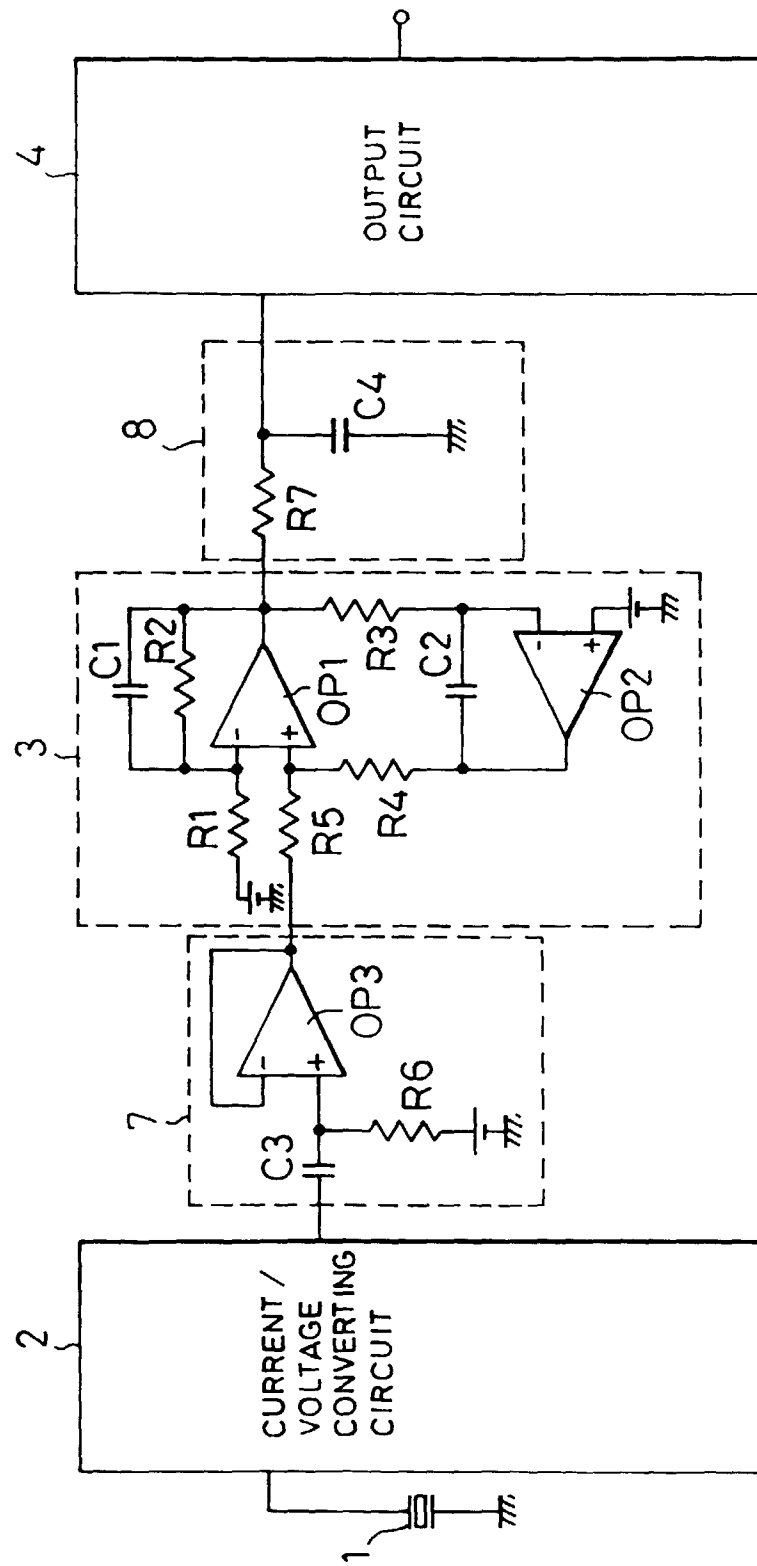 1
2
CURRENT /
VOLTAGE
CONVERTING
CIRCUIT
7
C3
R6
-
+
OP3
3
R1
R5
C1
R2
-
+
OP1
R4
R3
C2
-
+
OP2
8
R7
C4
4
OUTPUT
CIRCUIT